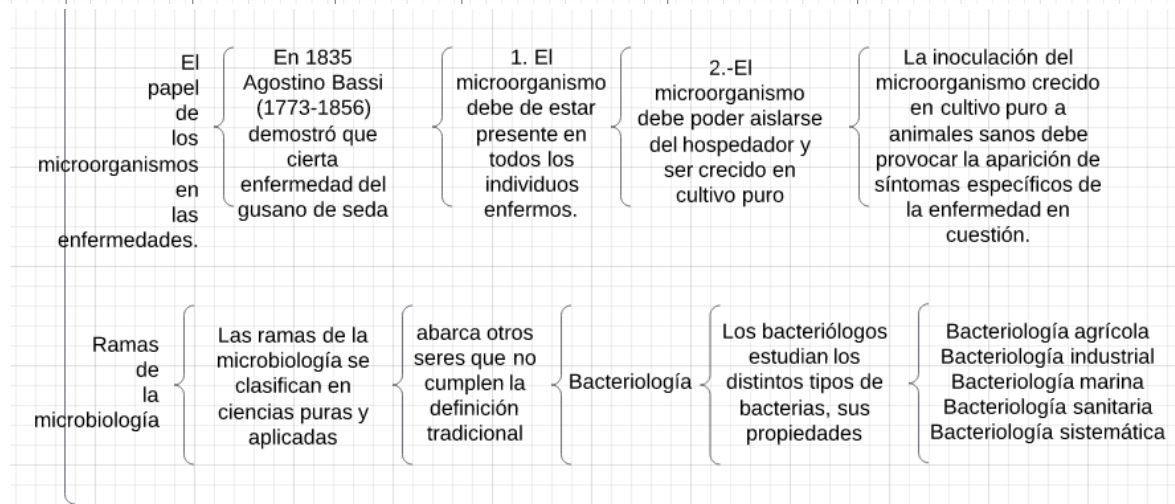 El
papel
de
los
microorganismos
en
las
enfermedades.
En 1835
Agostino Bassi
(1773-1856)
demostró que
cierta
enfermedad del
gusano de seda
1. El
microorganismo
debe de estar
presente en
todos los
individuos
enfermos.
2.-El
microorganismo
debe poder aislarse
del hospedador y
ser crecido en
cultivo puro
La inoculación del
microorganismo crecido
en cultivo puro a
animales sanos debe
provocar la aparición de
síntomas específicos de
la enfermedad en
cuestión.
Ramas
de
la
microbiología
Las ramas de la
microbiología se
clasifican en
ciencias puras y
aplicadas
abarca otros
seres que no
cumplen la
definición
tradicional
Bacteriología
Los bacteriólogos
estudian los
distintos tipos de
bacterias, sus
propiedades
Bacteriología agrícola
Bacteriología industrial
Bacteriología marina
Bacteriología sanitaria
Bacteriología sistemática